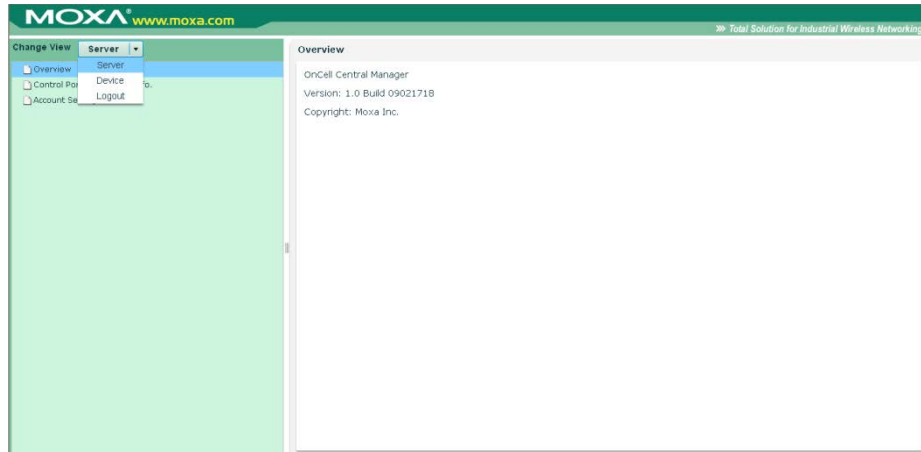 MOXA® www.moxa.com
Total Solution for Industrial Wireless Networking
Change View Server
Server
Device
Logout
Overview
Control Por fo.
Account Se
Overview
OnCell Central Manager
Version: 1.0 Build 09021718
Copyright: Moxa Inc.